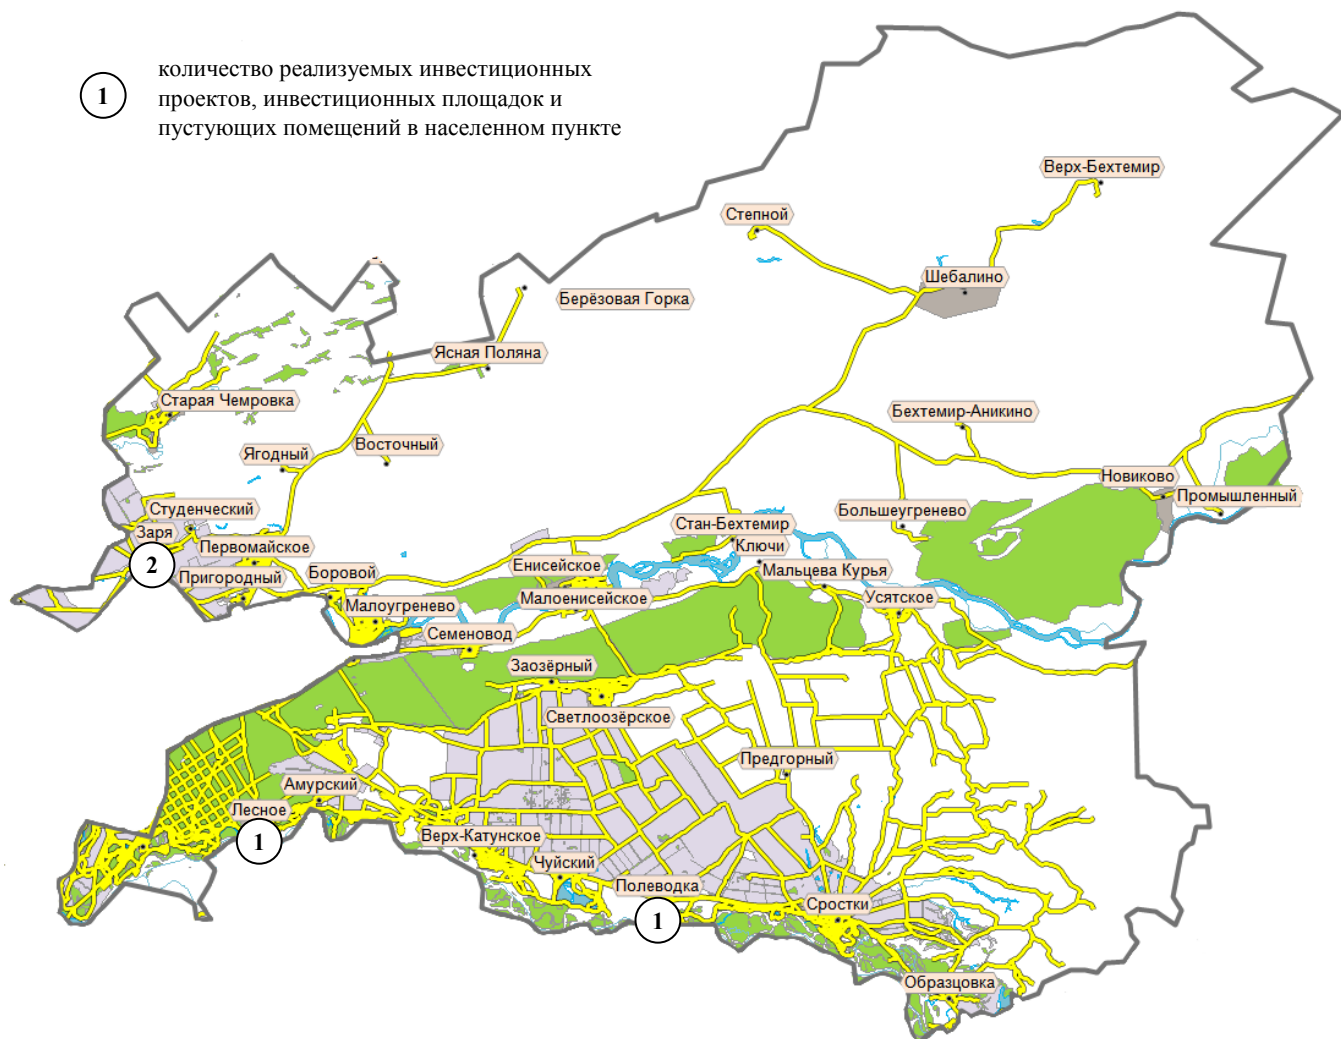 1
количество реализуемых инвестиционных
проектов, инвестиционных площадок и
пустующих помещений в населенном пункте
Верх-Бехтемир
Степной
Шебалино
Берёзовая Горка
Ясная Поляна
Старая Чемровка
Бехтемир-Аникино
Восточный
Ягодный
Новиково
Промышленный
Студенческий
Большеугренево
Стан-Бехтемир
Заря
2
Первомайское
Ключи
Енисейское
Мальцева Курья
Боровой
Пригородный
Малоенисейское
Усятское
Малоугренево
Семеновод
Заозёрный
Светлоозёрское
Предгорный
Амурский
Лесное
1
Верх-Катунское
Чуйский
Полеводка
1
Сростки
Образцовка